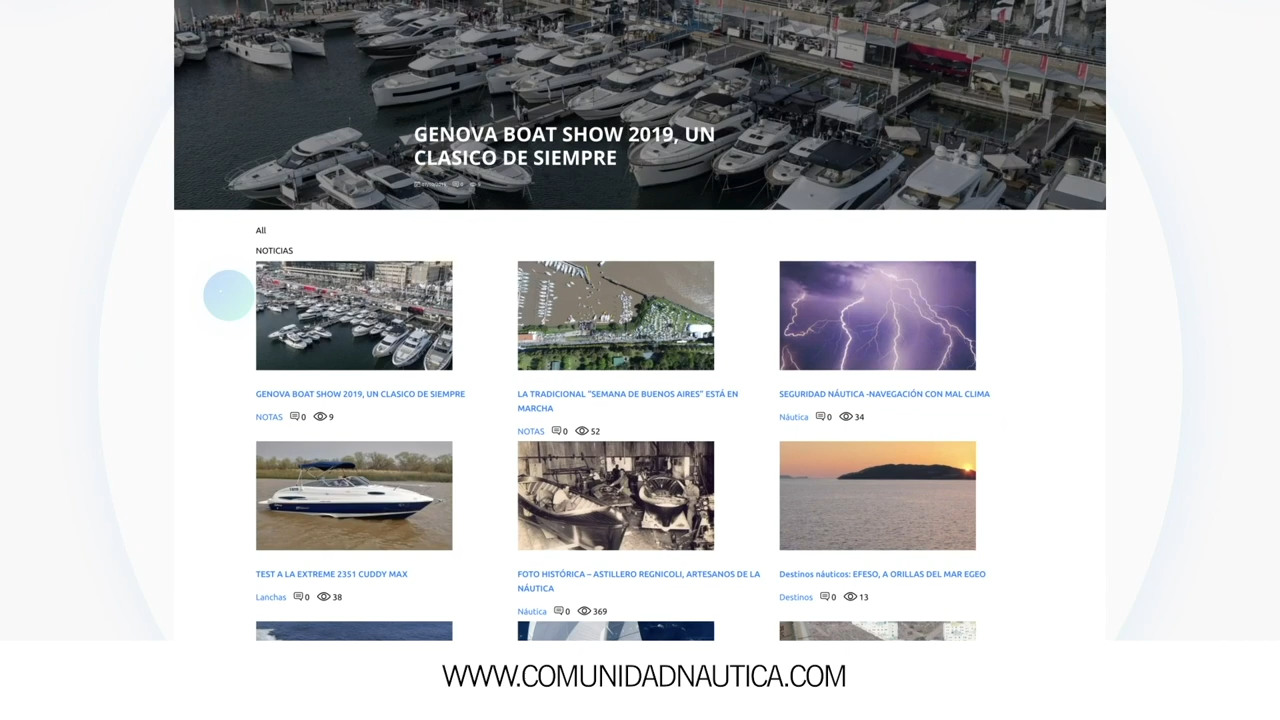 GENOVA BOAT SHOW 2019, UN
CLASICO DE SIEMPRE
All
NOTICIAS
GENOVA BOAT SHOW 2019, UN CLASICO DE SIEMPRE
NOTAS 0 9
LA TRADICIONAL "SEMANA DE BUENOS AIRES" ESTÁ EN
MARCHA
NOTAS 0 52
SEGURIDAD NÁUTICA -NAVEGACIÓN CON MAL CLIMA
Náutica 0 34
TEST A LA EXTREME 2351 CUDDY MAX
Lanchas 0 38
FOTO HISTÓRICA – ASTILLERO REGNICOLI, ARTESANOS DE LA
NÁUTICA
Náutica 0 369
Destinos náuticos: EFESO, A ORILLAS DEL MAR EGEO
Destinos 0 13
WWW.COMUNIDADNAUTICA.COM